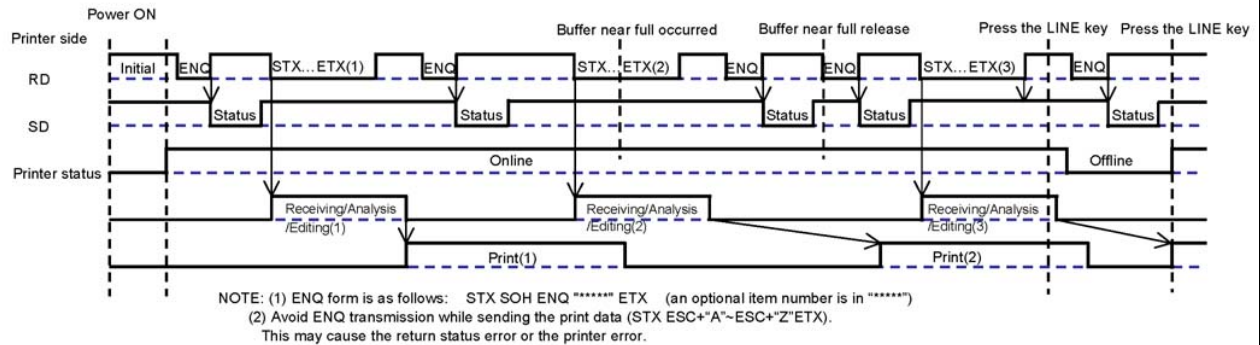 Power ON
Buffer near full occurred Buffer near full release Press the LINE key Press the LINE key
Printer side
Initial ENQ STX...ETX(1) ENQ STX...ETX(2) ENQ ENQ STX...ETX(3) ENQ
RD
Status Status Status Status Status
SD
Online Offline
Printer status
Receiving/Analysis Receiving/Analysis Receiving/Analysis
/Editing(1) /Editing(2) /Editing(3)
Print(1) Print(2)
NOTE: (1) ENQ form is as follows: STX SOH ENQ "*****" ETX (an optional item number is in "*****")
(2) Avoid ENQ transmission while sending the print data (STX ESC+"A"~ESC+"Z"ETX).
This may cause the return status error or the printer error.